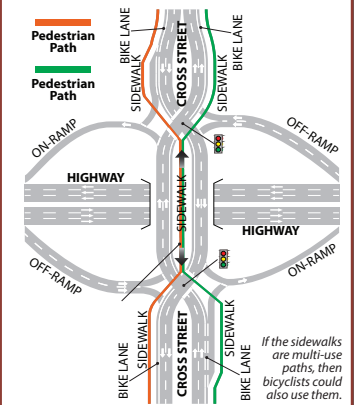 Pedestrian
Path
Pedestrian
Path
BIKE LANE
CROSS STREET
BIKE LANE
SIDEWALK
SIDEWALK
ON-RAMP
OFF-RAMP
HIGHWAY
SIDEWALK
HIGHWAY
OFF-RAMP
ON-RAMP
SIDEWALK
SIDEWALK
BIKE LANE
CROSS STREET
BIKE LANE
If the sidewalks
are multi-use
paths, then
bicyclists could
also use them.